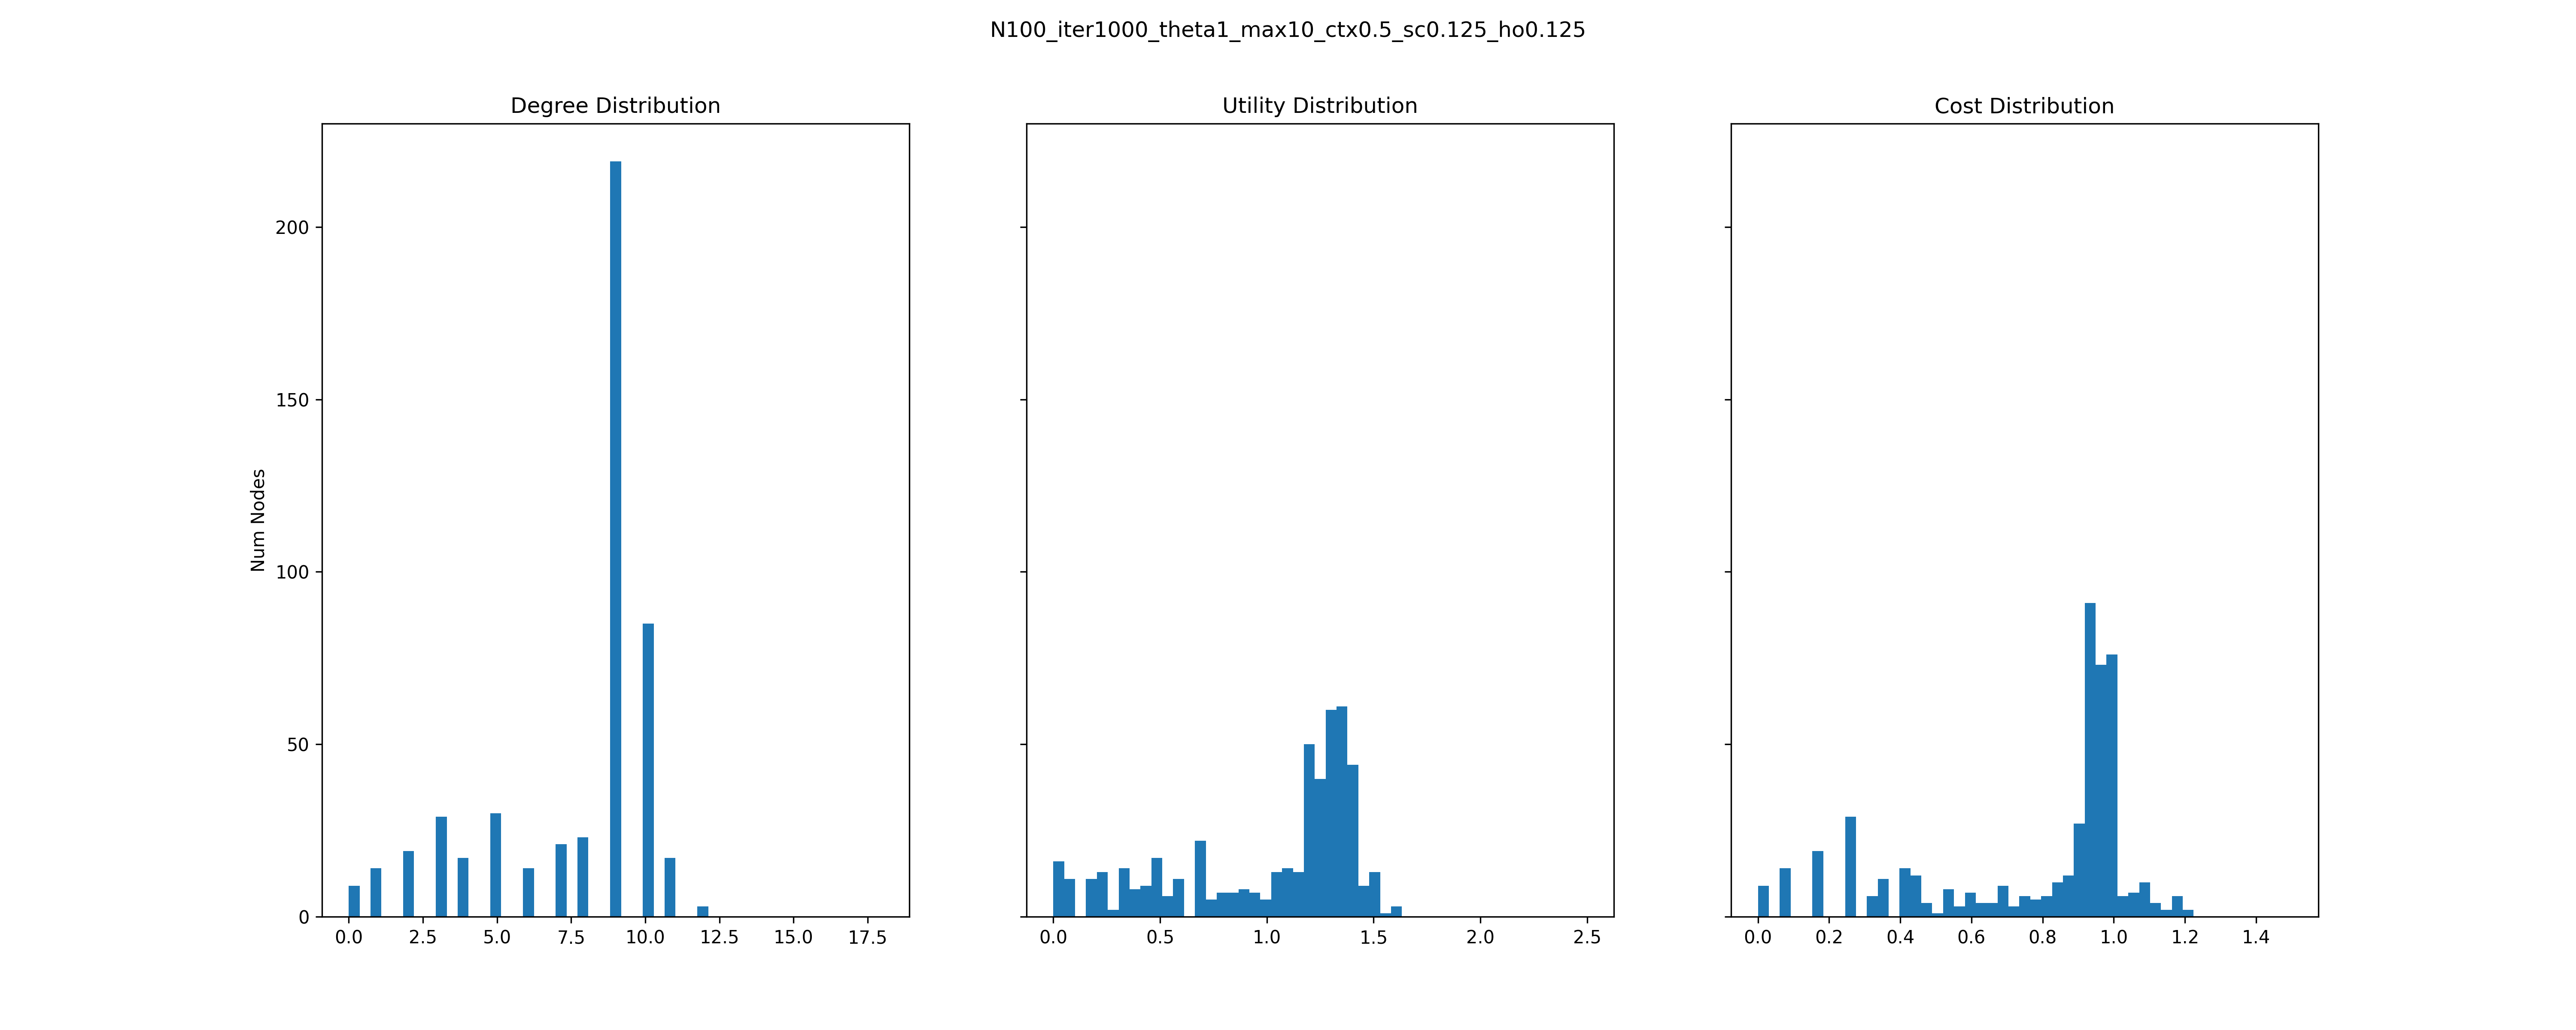 N100_iter1000_theta1_max10_ctx0.5_sc0.125_ho0.125
Degree Distribution
Utility Distribution
Cost Distribution
Num Nodes
200
150
100
50
0
0.0 2.5 5.0 7.5 10.0 12.5 15.0 17.5
0.0 0.5 1.0 1.5 2.0 2.5
0.0 0.2 0.4 0.6 0.8 1.0 1.2 1.4